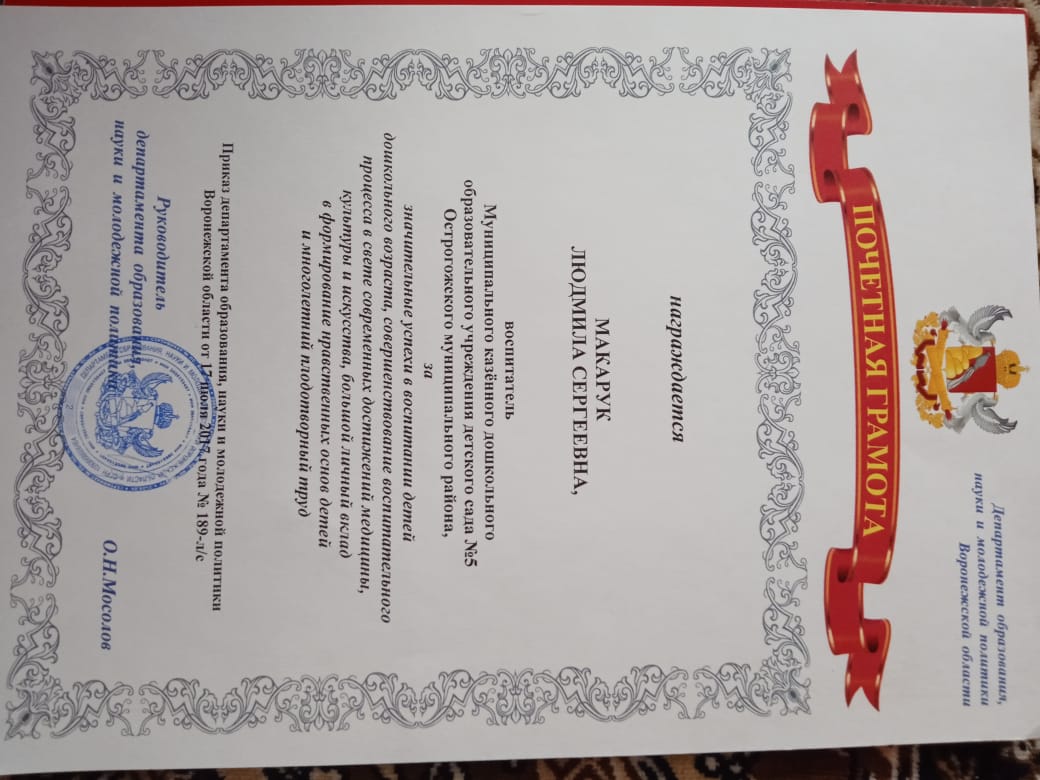 Департамент образования,
науки и молодежной политики
Воронежской области
ПОЧЕТНАЯ ГРАМОТА
награждается
МАКАРУК
ЛЮДМИЛА СЕРГЕЕВНА,
воспитатель
Муниципального казённого дошкольного
образовательного учреждения детского сада №5
Острогожского муниципального района,
за
значительные успехи в воспитании детей
дошкольного возраста, совершенствование воспитательного
процесса в свете современных достижений медицины,
культуры и искусства, большой личный вклад
в формирование нравственных основ детей
и многолетний плодотворный труд
Приказ департамента образования, науки и молодежной политики
Воронежской области от 17 июля 2017 года № 189-л/с
Руководитель
департамента образования,
науки и молодежной политики
О.Н.Мосолов